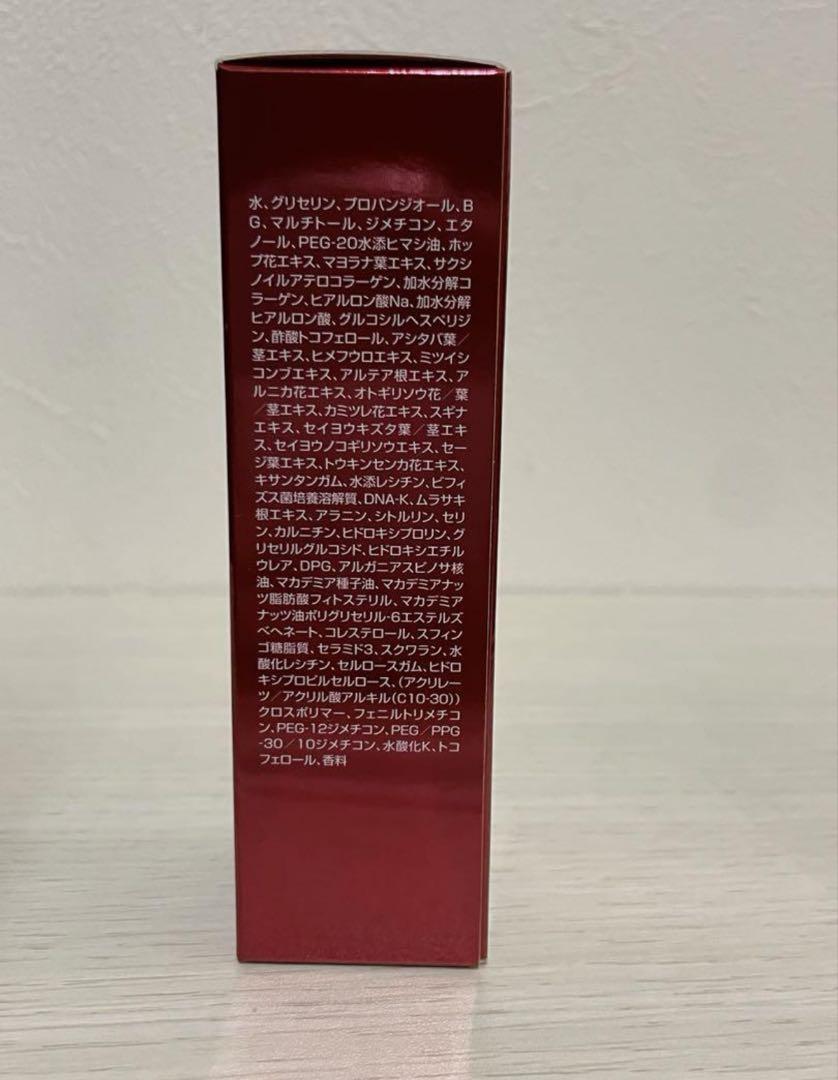 水、グリセリン、プロパンジオール、B
G、マルチトール、ジメチコン、エタ
ノール、PEG-20水添ヒマシ油、ホッ
プ花エキス、マヨラナ葉エキス、サクシ
ノイルアテロコラーゲン、加水分解コ
ラーゲン、ヒアルロン酸Na、加水分解
ヒアルロン酸、グルコシルヘスペリジ
ン、酢酸トコフェロール、アシタバ葉/
茎エキス、ヒメフウロエキス、ミツイシ
コンブエキス、アルテア根エキス、ア
ルニカ花エキス、オトギリソウ花/葉
/茎エキス、カミツレ花エキス、スギナ
エキス、セイヨウキズタ葉/茎エキ
ス、セイヨウノコギリソウエキス、セー
ジ葉エキス、トウキンセンカ花エキス、
キサンタンガム、水添レシチン、ビフィ
ズス菌培養溶解質、DNA-K、ムラサキ
根エキス、アラニン、シトルリン、セリ
ン、カルニチン、ヒドロキシプロリン、グ
リセリルグルコシド、ヒドロキシエチル
ウレア、DPG、アルガニアスピノサ核
油、マカデミア種子油、マカデミアナッ
ツ脂肪酸フィトステリル、マカデミア
ナッツ油ポリグリセリル-6エステルズ
ベヘネート、コレステロール、スフィン
ゴ糖脂質、セラミド3、スクワラン、水
酸化レシチン、セルロースガム、ヒドロ
キシプロピルセルロース、(アクリレー
ツ/アクリル酸アルキル(C10-30))
クロスポリマー、フェニルトリメチコ
ン、PEG-12ジメチコン、PEG/PPG
-30/10ジメチコン、水酸化K、トコ
フェロール、香料